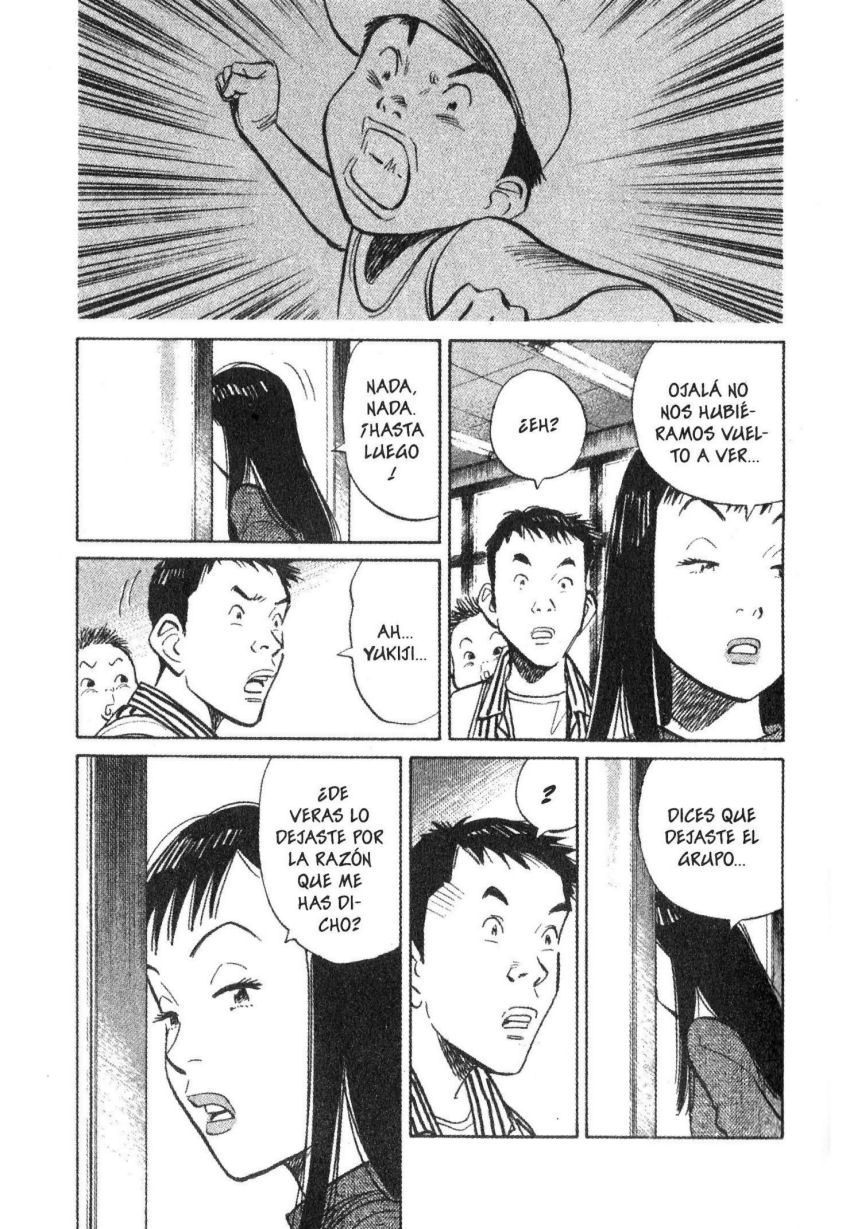 OJALÁ NO
NOS HUBIÉ-
RAMOS VUEL-
TO A VER...
¿EH?
NADA,
NADA.
¡HASTA
LUEGO
!
AH...
YUKIJI...
DICES QUE
DEJASTE EL
GRUPO...
?
¿DE
VERAS LO
DEJASTE POR
LA RAZÓN
QUE ME
HAS DI-
CHO?